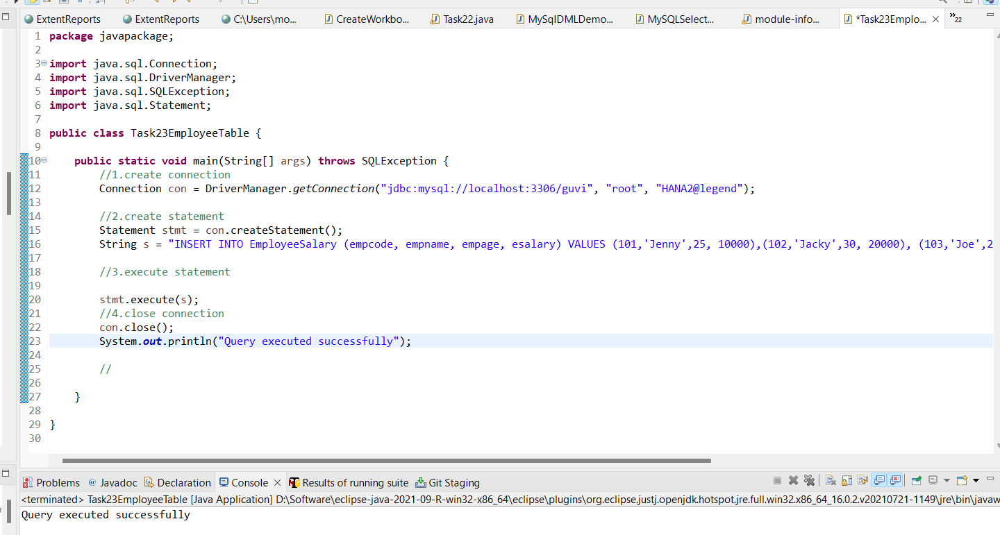 ExtentReports ExtentReports C:\Users\mo... CreateWorkbo... Task22.java MySqlDMLDemo... MySQLSelect... module-info... *Task23Emplo... »22
1 package javapackage;
2
3 import java.sql.Connection;
4 import java.sql.DriverManager;
5 import java.sql.SQLException;
6 import java.sql.Statement;
7
8 public class Task23EmployeeTable {
9
10 public static void main(String[] args) throws SQLException {
11 //1.create connection
12 Connection con = DriverManager.getConnection("jdbc:mysql://localhost:3306/guvi", "root", "HANA2@legend");
13
14 //2.create statement
15 Statement stmt = con.createStatement();
16 String s = "INSERT INTO EmployeeSalary (empcode, empname, empage, esalary) VALUES (101,'Jenny',25, 10000),(102,'Jacky',30, 20000), (103,'Joe',2
17
18 //3.execute statement
19
20 stmt.execute(s);
21 //4.close connection
22 con.close();
23 System.out.println("Query executed successfully");
24
25 //
26
27 }
28
29 }
30
Problems @ Javadoc Declaration Console Results of running suite Git Staging
<terminated> Task23EmployeeTable [Java Application] D:\Software\eclipse-java-2021-09-R-win32-x86_64\eclipse\plugins\org.eclipse.justj.openjdk.hotspot.jre.full.win32.x86_64_16.0.2.v20210721-1149\jre\bin\javaw
Query executed successfully